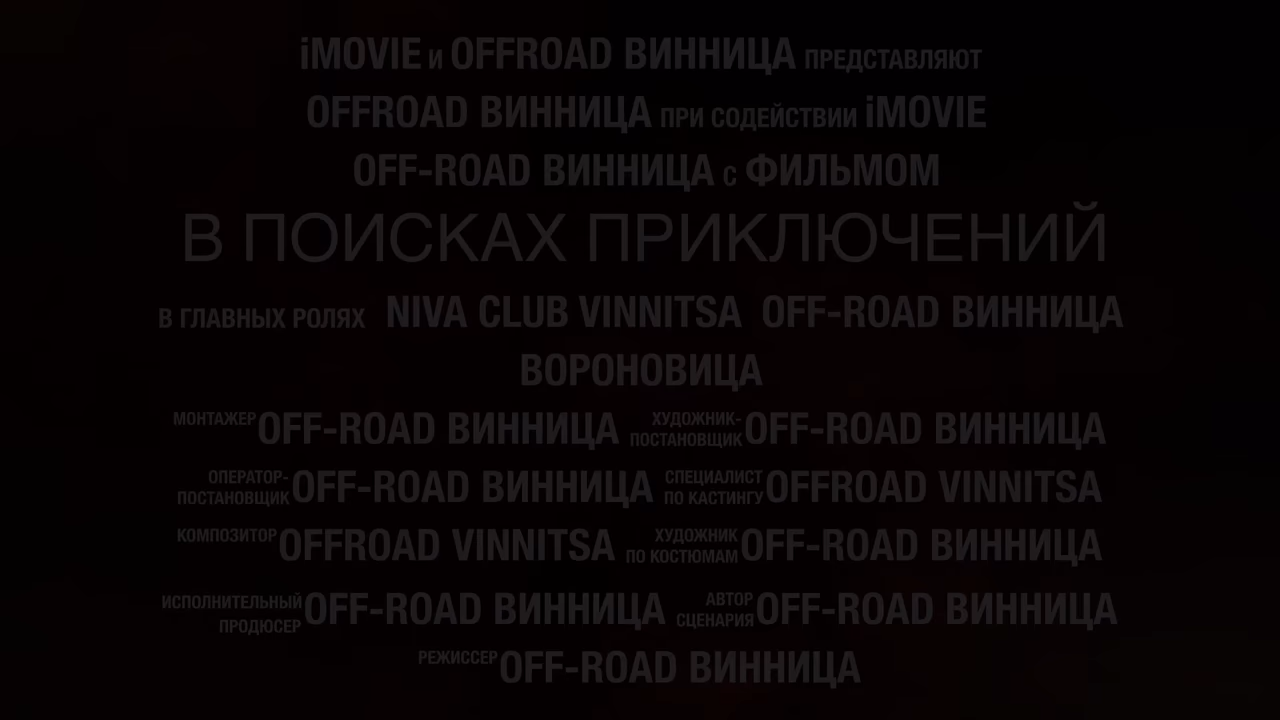 iMOVIE И OFFROAD ВИННИЦА ПРЕДСТАВЛЯЮТ
OFFROAD ВИННИЦА ПРИ СОДЕЙСТВИИ iMOVIE
OFF-ROAD ВИННИЦА С ФИЛЬМОМ
В ПОИСКАХ ПРИКЛЮЧЕНИЙ
В ГЛАВНЫХ РОЛЯХ NIVA CLUB VINNITSA OFF-ROAD ВИННИЦА
ВОРОНОВИЦА
МОНТАЖЕР OFF-ROAD ВИННИЦА ХУДОЖНИК-ПОСТАНОВЩИК OFF-ROAD ВИННИЦА
ОПЕРАТОР-ПОСТАНОВЩИК OFF-ROAD ВИННИЦА СПЕЦИАЛИСТ ПО КАСТИНГУ OFFROAD VINNITSA
КОМПОЗИТОР OFFROAD VINNITSA ХУДОЖНИК ПО КОСТЮМАМ OFF-ROAD ВИННИЦА
ИСПОЛНИТЕЛЬНЫЙ ПРОДЮСЕР OFF-ROAD ВИННИЦА АВТОР СЦЕНАРИЯ OFF-ROAD ВИННИЦА
РЕЖИССЕР OFF-ROAD ВИННИЦА